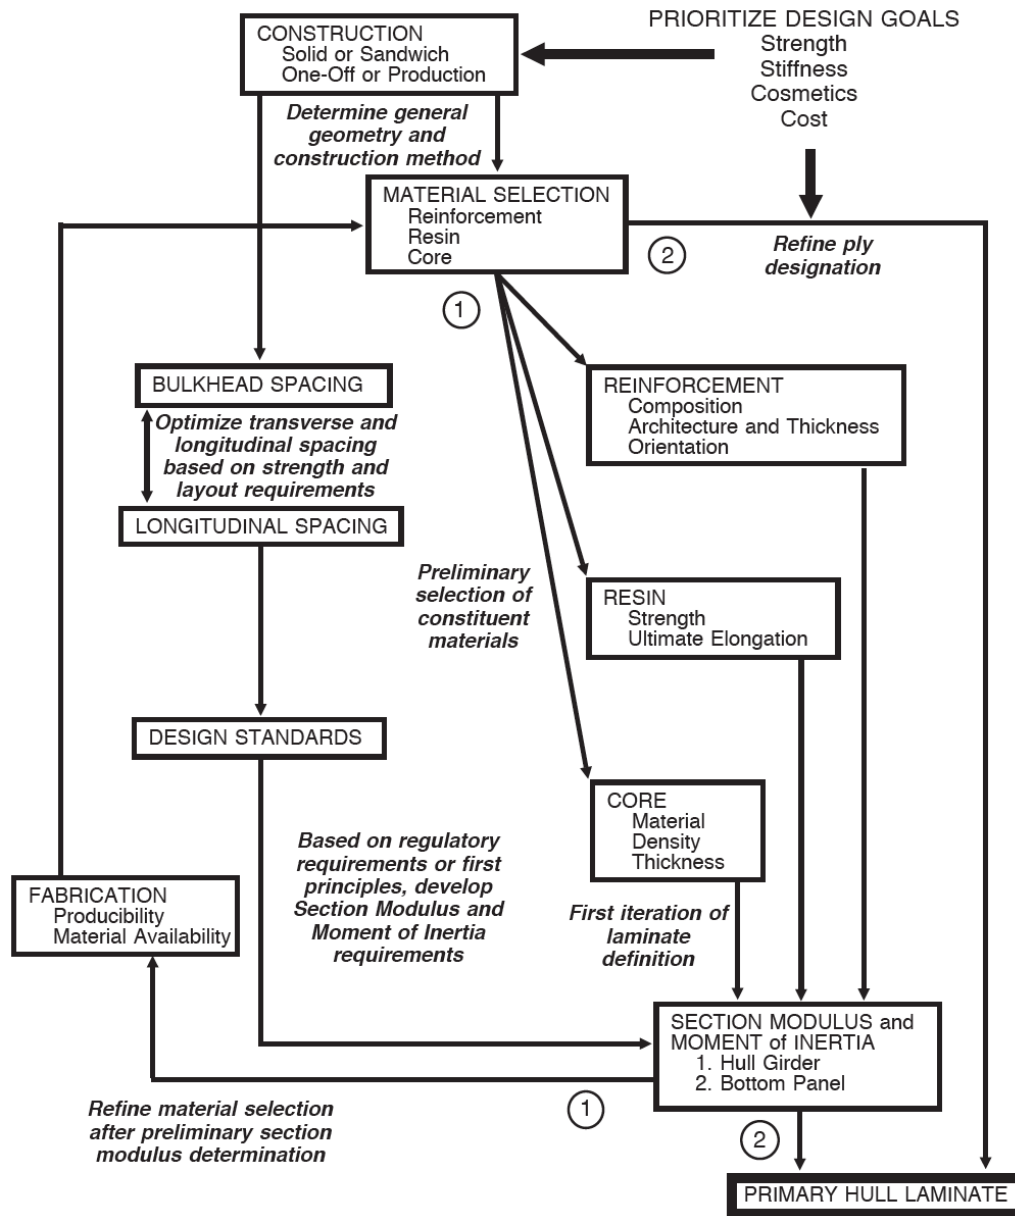 PRIORITIZE DESIGN GOALS
Strength
Stiffness
Cosmetics
Cost
CONSTRUCTION
Solid or Sandwich
One-Off or Production
Determine general
geometry and
construction method
MATERIAL SELECTION
Reinforcement
Resin
Core
2
Refine ply
designation
1
BULKHEAD SPACING
Optimize transverse and
longitudinal spacing
based on strength and
layout requirements
LONGITUDINAL SPACING
REINFORCEMENT
Composition
Architecture and Thickness
Orientation
Preliminary
selection of
constituent
materials
RESIN
Strength
Ultimate Elongation
DESIGN STANDARDS
CORE
Material
Density
Thickness
Based on regulatory
requirements or first
principles, develop
Section Modulus and
Moment of Inertia
requirements
FABRICATION
Producibility
Material Availability
First iteration of
laminate
definition
SECTION MODULUS and
MOMENT of INERTIA
1. Hull Girder
2. Bottom Panel
1
Refine material selection
after preliminary section
modulus determination
2
PRIMARY HULL LAMINATE